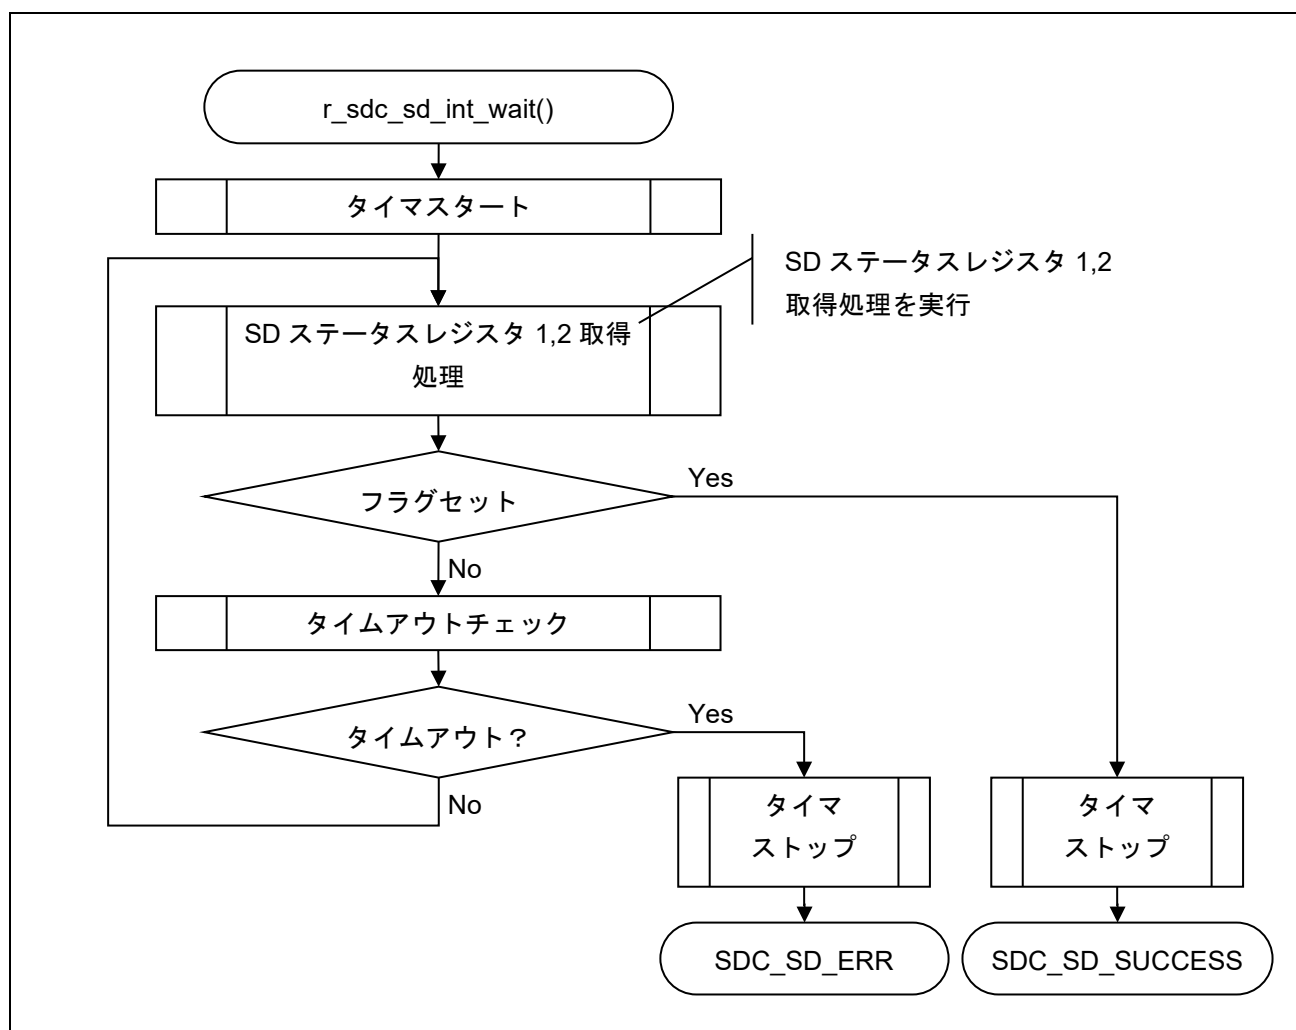 r_sdc_sd_int_wait()
タイマスタート
SD ステータスレジスタ 1,2
取得処理を実行
SD ステータスレジスタ 1,2 取得
処理
フラグセット
Yes
No
タイムアウトチェック
タイムアウト？
Yes
No
タイマ
ストップ
タイマ
ストップ
SDC_SD_ERR
SDC_SD_SUCCESS